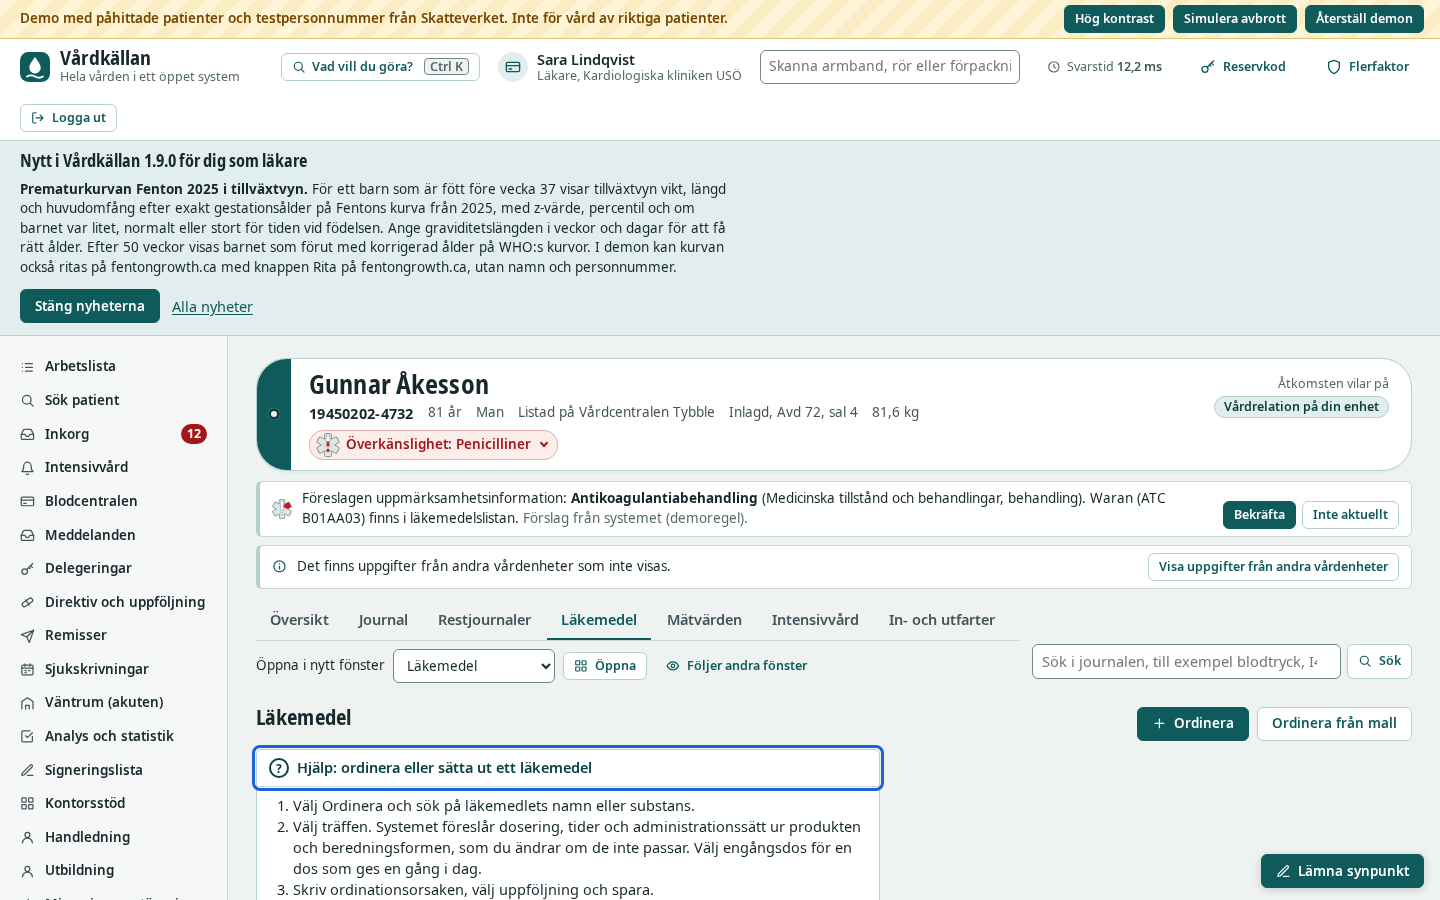 Demo med påhittade patienter och testpersonnummer från Skatteverket. Inte för vård av riktiga patienter.
Hög kontrast
Simulera avbrott
Återställ demon
Vårdkällan
Hela vården i ett öppet system
Vad vill du göra? Ctrl K
Sara Lindqvist
Läkare, Kardiologiska kliniken USÖ
Skanna armband, rör eller förpackni
Svarstid 12,2 ms
Reservkod
Flerfaktor
Logga ut
Nytt i Vårdkällan 1.9.0 för dig som läkare
Prematurkurvan Fenton 2025 i tillväxtvyn. För ett barn som är fött före vecka 37 visar tillväxtvyn vikt, längd
och huvudomfång efter exakt gestationsålder på Fentons kurva från 2025, med z-värde, percentil och om
barnet var litet, normalt eller stort för tiden vid födelsen. Ange graviditetslängden i veckor och dagar för att få
rätt ålder. Efter 50 veckor visas barnet som förut med korrigerad ålder på WHO:s kurvor. I demon kan kurvan
också ritas på fentongrowth.ca med knappen Rita på fentongrowth.ca, utan namn och personnummer.
Stäng nyheterna
Alla nyheter
Arbetslista
Sök patient
Inkorg 12
Intensivvård
Blodcentralen
Meddelanden
Delegeringar
Direktiv och uppföljning
Remisser
Sjukskrivningar
Väntrum (akuten)
Analys och statistik
Signeringslista
Kontorsstöd
Handledning
Utbildning
Gunnar Åkesson
19450202-4732 81 år Man Listad på Vårdcentralen Tybble Inlagd, Avd 72, sal 4 81,6 kg
Överkänslighet: Penicilliner
Åtkomsten vilar på
Vårdrelation på din enhet
Föreslagen uppmärksamhetsinformation: Antikoagulantiabehandling (Medicinska tillstånd och behandlingar, behandling). Waran (ATC
B01AA03) finns i läkemedelslistan. Förslag från systemet (demoregel).
Bekräfta
Inte aktuellt
Det finns uppgifter från andra vårdenheter som inte visas.
Visa uppgifter från andra vårdenheter
Översikt
Journal
Restjournaler
Läkemedel
Mätvärden
Intensivvård
In- och utfarter
Öppna i nytt fönster
Läkemedel
Öppna
Följer andra fönster
Sök i journalen, till exempel blodtryck, I
Sök
Läkemedel
Ordinera
Ordinera från mall
? Hjälp: ordinera eller sätta ut ett läkemedel
1. Välj Ordinera och sök på läkemedlets namn eller substans.
2. Välj träffen. Systemet föreslår dosering, tider och administrationssätt ur produkten
och beredningsformen, som du ändrar om de inte passar. Välj engångsdos för en
dos som ges en gång i dag.
3. Skriv ordinationsorsaken, välj uppföljning och spara.
Lämna synpunkt